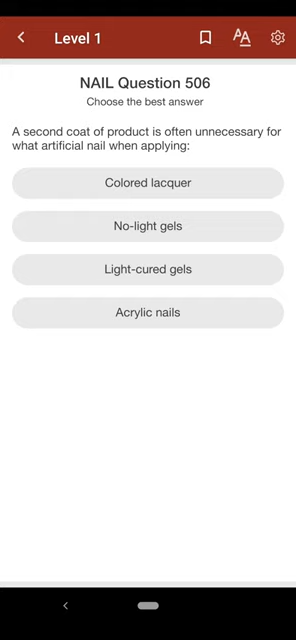 Level 1
NAIL Question 506
Choose the best answer
A second coat of product is often unnecessary for
what artificial nail when applying:
Colored lacquer
No-light gels
Light-cured gels
Acrylic nails